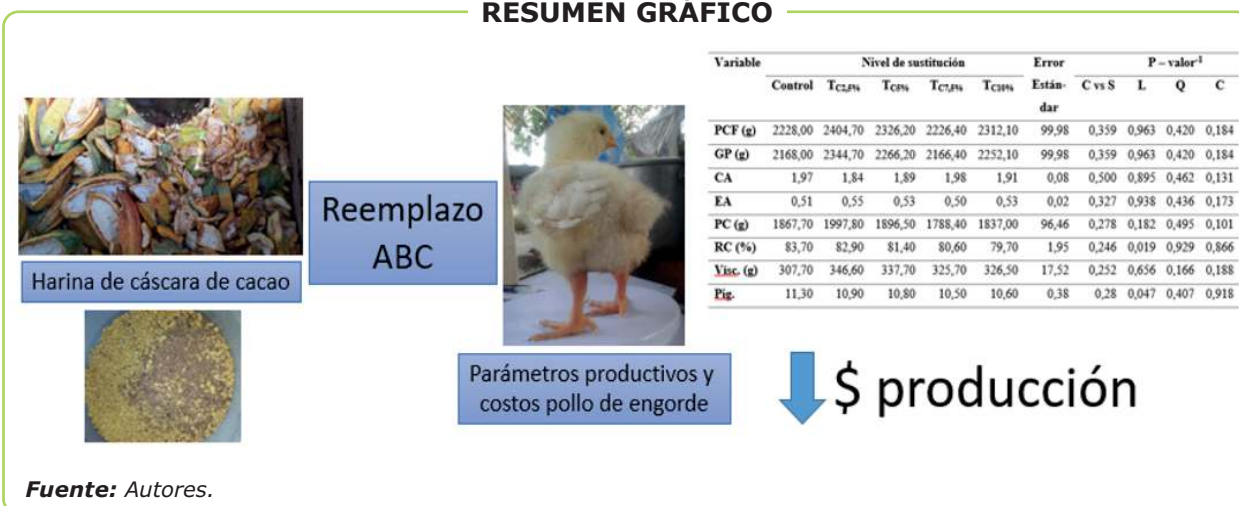 RESUMEN GRÁFICO
Harina de cáscara de cacao
Reemplazo
ABC
Parámetros productivos y
costos pollo de engorde
Variable Nivel de sustitución Error P – valor-1
Control TC2,5% TC5% TC7,5% TC10% Están- C vs S L Q C
dar
PCF (g) 2228,00 2404,70 2326,20 2226,40 2312,10 99,98 0,359 0,963 0,420 0,184
GP (g) 2168,00 2344,70 2266,20 2166,40 2252,10 99,98 0,359 0,963 0,420 0,184
CA 1,97 1,84 1,89 1,98 1,91 0,08 0,500 0,895 0,462 0,131
EA 0,51 0,55 0,53 0,50 0,53 0,02 0,327 0,938 0,436 0,173
PC (g) 1867,70 1997,80 1896,50 1788,40 1837,00 96,46 0,278 0,182 0,495 0,101
RC (%) 83,70 82,90 81,40 80,60 79,70 1,95 0,246 0,019 0,929 0,866
Visc. (g) 307,70 346,60 337,70 325,70 326,50 17,52 0,252 0,656 0,166 0,188
Pig. 11,30 10,90 10,80 10,50 10,60 0,38 0,28 0,047 0,407 0,918
$ producción
Fuente: Autores.